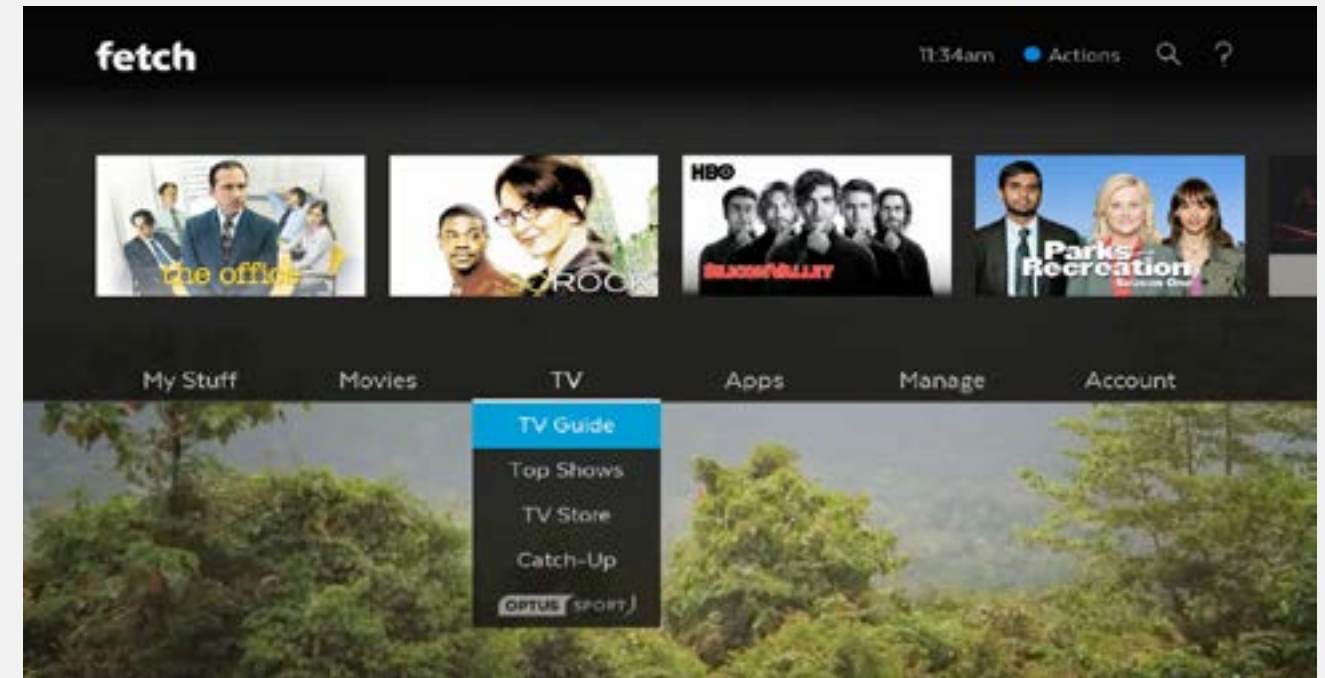 fetch
11:34am Actions ?
the office
30 ROCK
HBO
SILICON VALLEY
Parks
Recreation
Season One
My Stuff Movies TV Apps Manage Account
TV Guide
Top Shows
TV Store
Catch-Up
OPTUS SPORT